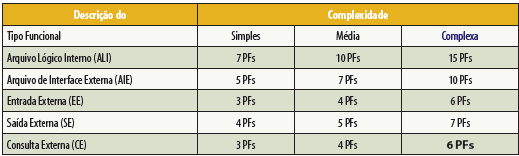 Descrição do Complexidade
Tipo Funcional Simples Média Complexa
Arquivo Lógico Interno (ALI) 7 PFs 10 PFs 15 PFs
Arquivo de Interface Externa (AIE) 5 PFs 7 PFs 10 PFs
Entrada Externa (EE) 3 PFs 4 PFs 6 PFs
Saída Externa (SE) 4 PFs 5 PFs 7 PFs
Consulta Externa (CE) 3 PFs 4 PFs 6 PFs